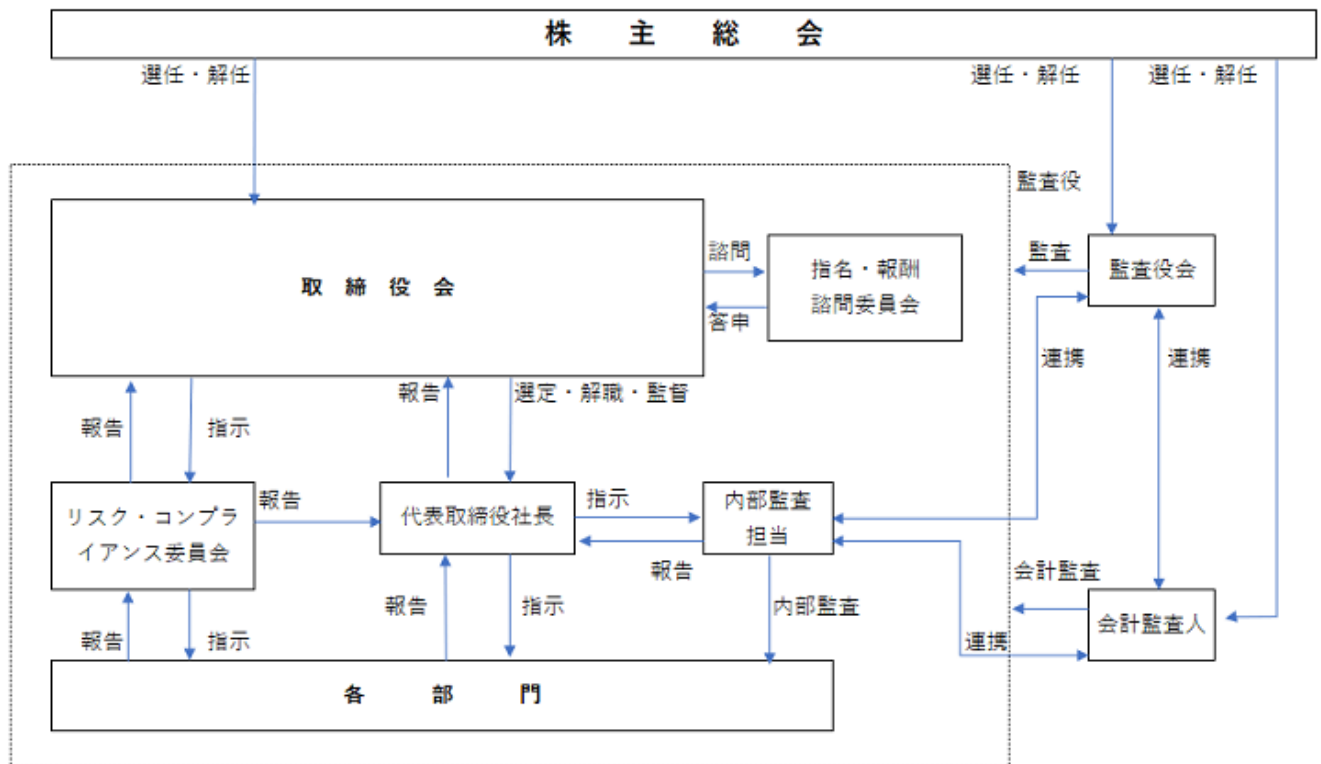 株主総会
選任・解任
選任・解任
選任・解任
監査役
取締役会
諮問
答申
指名・報酬
諮問委員会
監査
監査役会
連携
連携
報告
指示
報告
選定・解職・監督
リスク・コンプラ
イアンス委員会
報告
代表取締役社長
指示
報告
内部監査
担当
会計監査
会計監査人
連携
報告
指示
報告
指示
内部監査
各部門